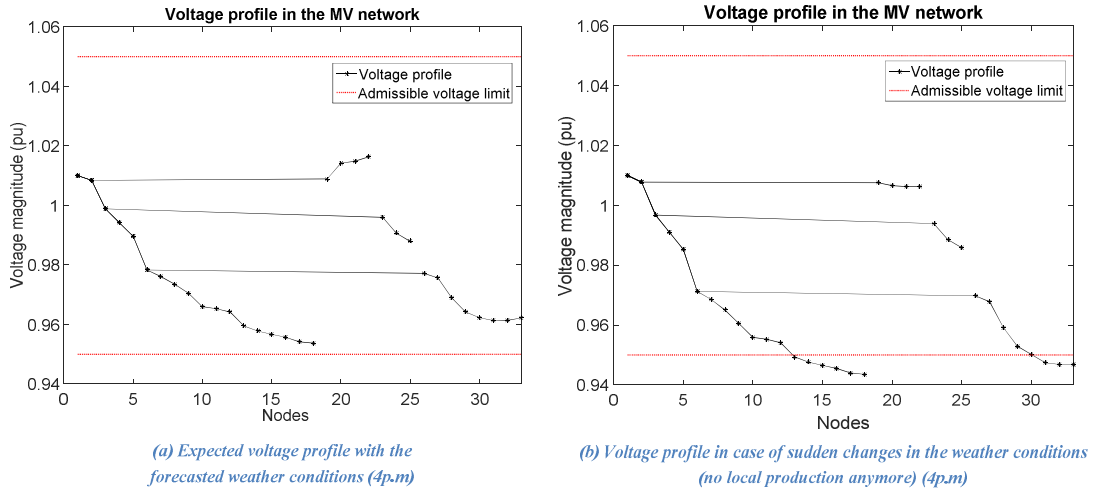 Voltage profile in the MV network
1.06
1.04
1.02
1
0.98
0.96
0.94
Voltage magnitude (pu)
Voltage profile
Admissible voltage limit
0 5 10 15 20 25 30
Nodes
(a) Expected voltage profile with the
forecasted weather conditions (4p.m)
Voltage profile in the MV network
1.06
1.04
1.02
1
0.98
0.96
0.94
Voltage magnitude (pu)
Voltage profile
Admissible voltage limit
0 5 10 15 20 25 30
Nodes
(b) Voltage profile in case of sudden changes in the weather conditions
(no local production anymore) (4p.m)